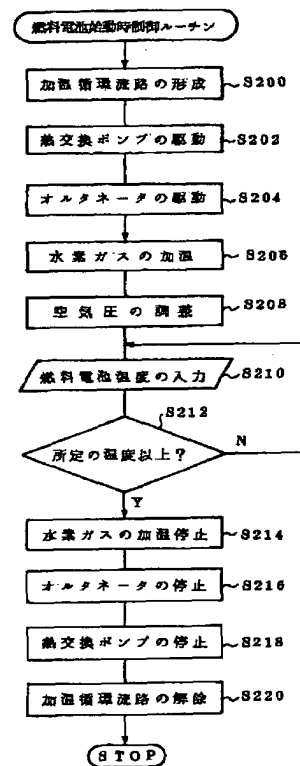 燃料電池始動時制御ルーチン
加温循環流路の形成
S200
熱交換ポンプの駆動
S202
オルタネータの駆動
S204
水素ガスの加温
S206
空気圧の調整
S208
燃料電池温度の入力
S210
S212
所定の温度以上?
N
Y
水素ガスの加温停止
S214
オルタネータの停止
S216
熱交換ポンプの停止
S218
加温循環流路の解除
S220
STOP